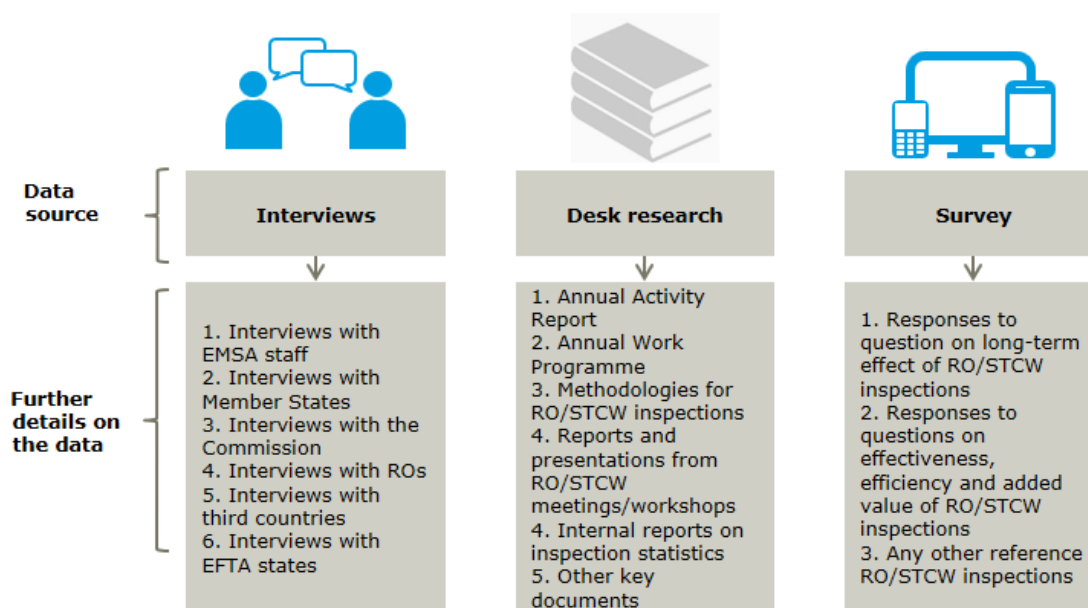 Data
source
Interviews
Desk research
Survey
Further
details on
the data
1. Interviews with
EMSA staff
2. Interviews with
Member States
3. Interviews with the
Commission
4. Interviews with ROs
5. Interviews with
third countries
6. Interviews with
EFTA states
1. Annual Activity
Report
2. Annual Work
Programme
3. Methodologies for
RO/STCW inspections
4. Reports and
presentations from
RO/STCW
meetings/workshops
4. Internal reports on
inspection statistics
5. Other key
documents
1. Responses to
question on long-term
effect of RO/STCW
inspections
2. Responses to
questions on
effectiveness,
efficiency and added
value of RO/STCW
inspections
3. Any other reference
RO/STCW inspections